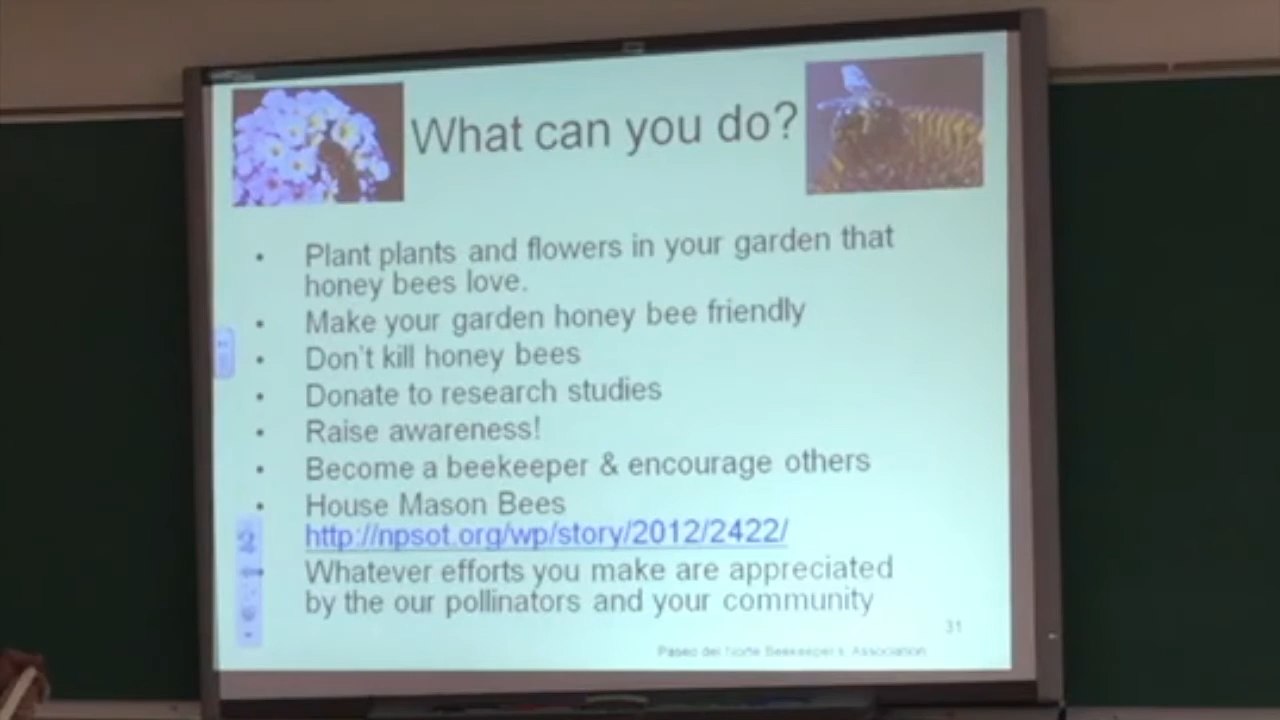 What can you do?
• Plant plants and flowers in your garden that
honey bees love.
• Make your garden honey bee friendly
• Don't kill honey bees
• Donate to research studies
• Raise awareness!
• Become a beekeeper & encourage others
• House Mason Bees
http://npsot.org/wp/story/2012/2422/
• Whatever efforts you make are appreciated
by the our pollinators and your community
31
Paseo del Norte Beekeeper's Association